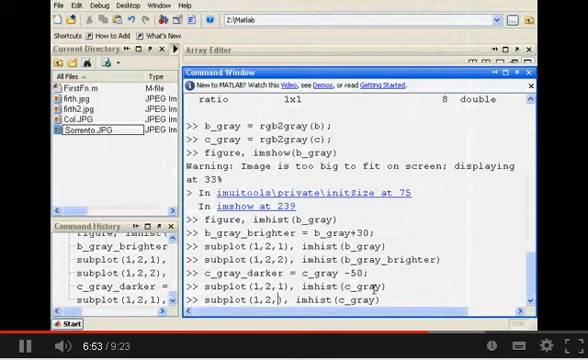 File Edit Debug Desktop Window Help
Z:\Matlab
Shortcuts How to Add What's New
Current Directory
Array Editor
All Files Type
FirstFn.m M-file
firth.jpg JPEG Im
firth2.jpg JPEG Im
Col.JPG JPEG Im
Sorrento.JPG JPEG Im
Command Window
New to MATLAB? Watch this Video, see Demos, or read Getting Started.
ratio 1x1 8 double
>> b_gray = rgb2gray(b);
>> c_gray = rgb2gray(c);
>> figure, imshow(b_gray)
Warning: Image is too big to fit on screen; displaying
at 33%
> In imuitools\private\initSize at 75
In imshow at 239
>> figure, imhist(b_gray)
>> b_gray_brighter = b_gray+30;
>> subplot(1,2,1), imhist(b_gray)
>> subplot(1,2,2), imhist(b_gray_brighter)
>> c_gray_darker = c_gray -50;
>> subplot(1,2,1), imhist(c_gray)
>> subplot(1,2,), imhist(c_gray)
Command History
subplot(1,2,1),
subplot(1,2,2),
c_gray_darker =
subplot(1,2,1),
Start
OVR
6:53 / 9:23